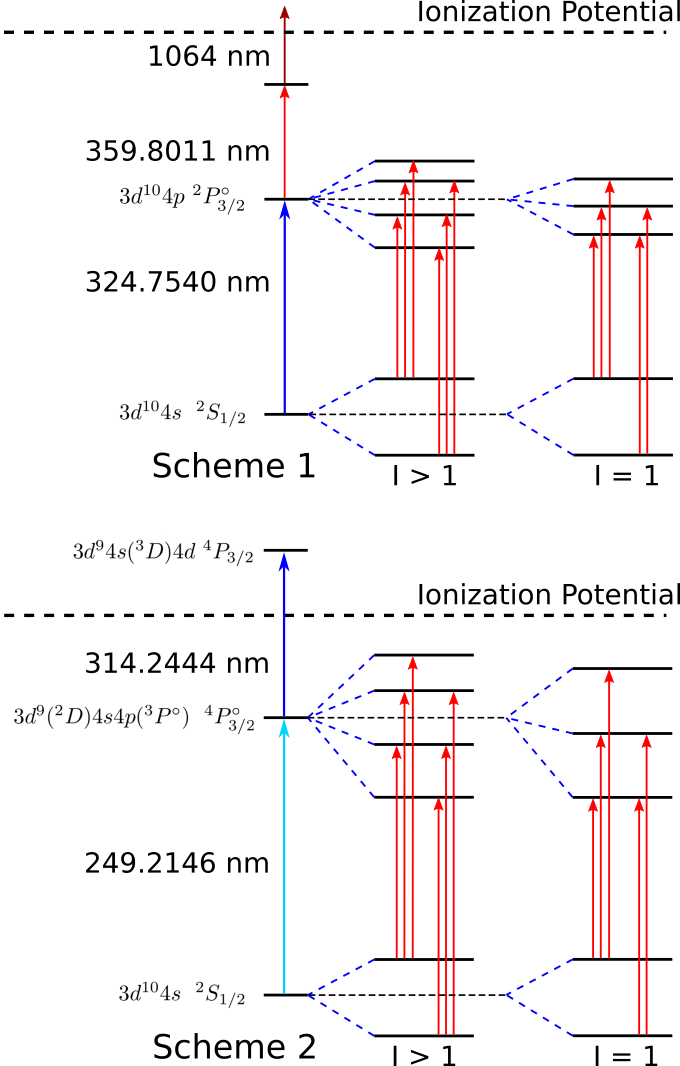 Ionization Potential
1064 nm
359.8011 nm
3d¹⁰4p ²P°₃/₂
324.7540 nm
3d¹⁰4s ²S₁/₂
Scheme 1
I > 1
I = 1
3d⁹4s(³D)4d ⁴P₃/₂
Ionization Potential
314.2444 nm
3d⁹(²D)4s4p(³P°) ⁴P°₃/₂
249.2146 nm
3d¹⁰4s ²S₁/₂
Scheme 2
I > 1
I = 1